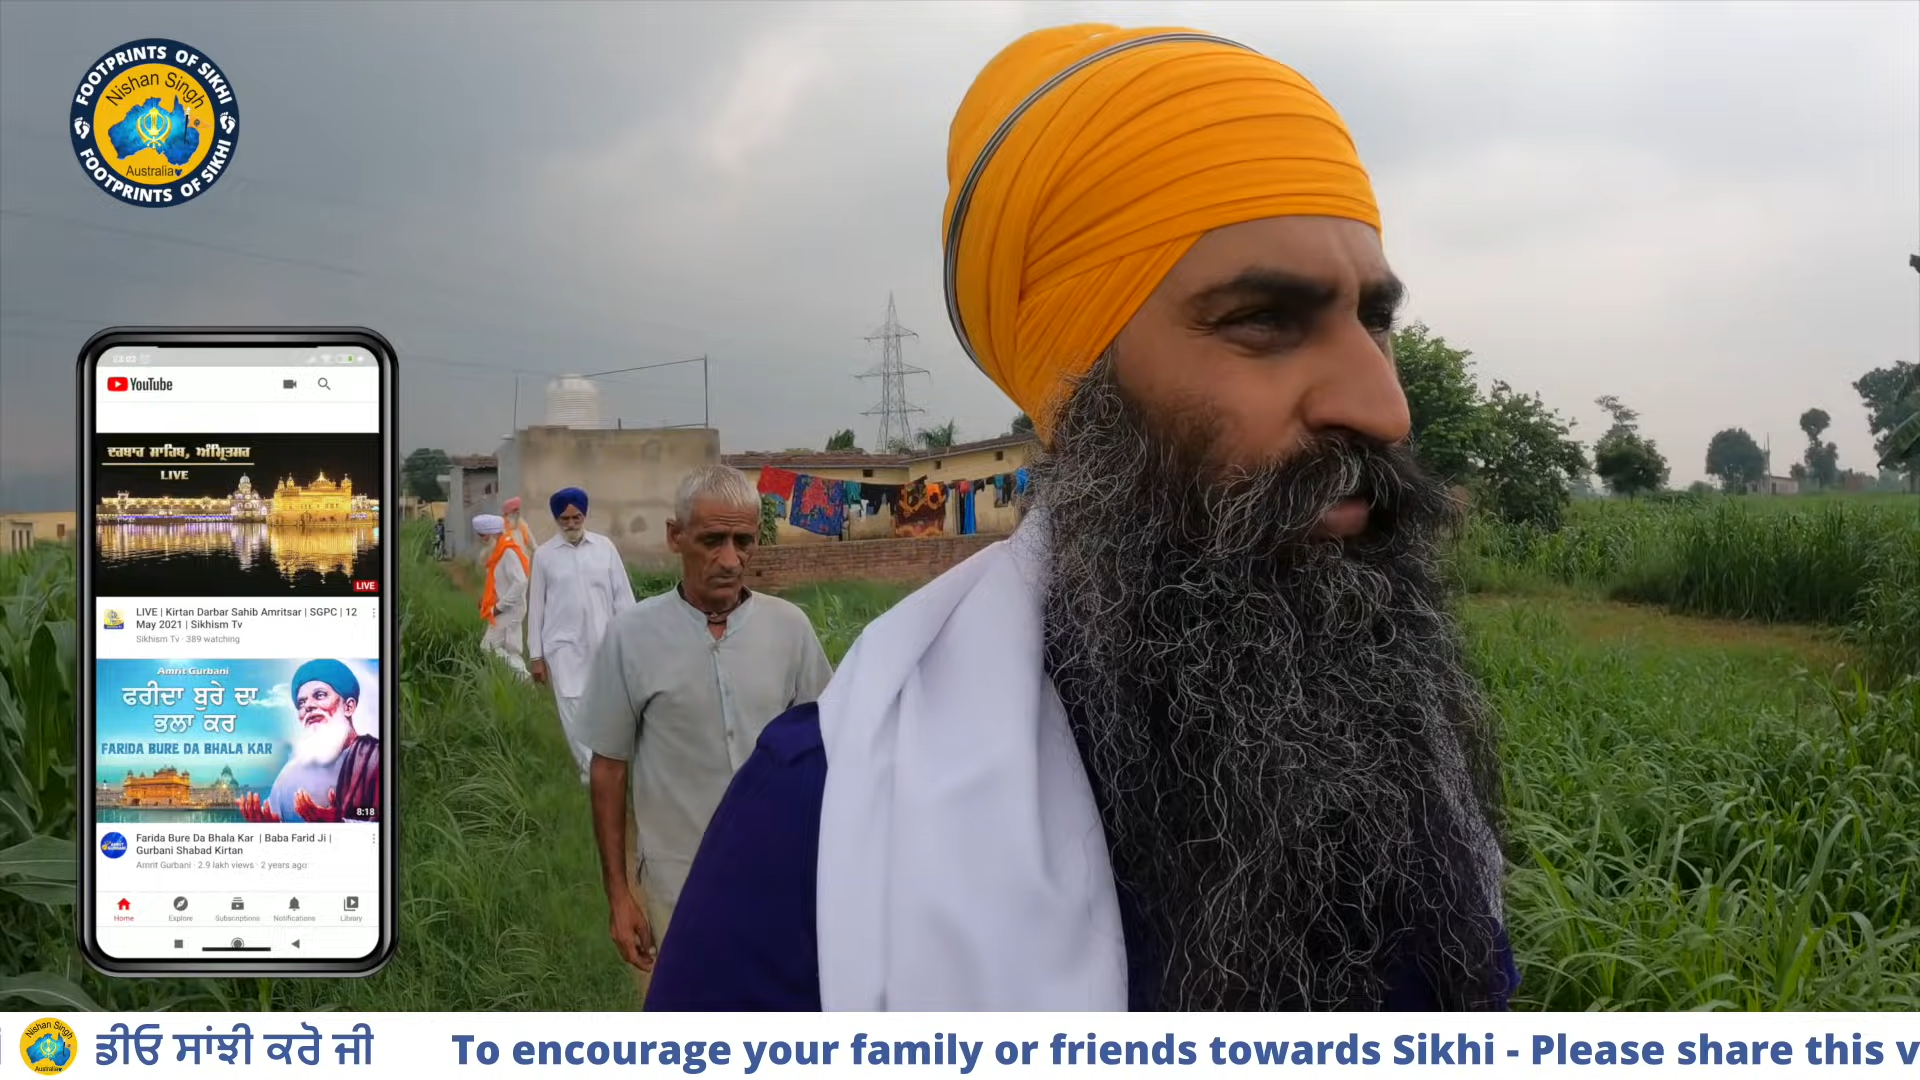 FOOTPRINTS OF SIKHI
Nishan Singh
Australia
FOOTPRINTS OF SIKHI
YouTube
ਦਰਬਾਰ ਸਾਹਿਬ, ਅੰਮ੍ਰਿਤਸਰ
LIVE
LIVE
LIVE | Kirtan Darbar Sahib Amritsar | SGPC | 12
May 2021 | Sikhism Tv
Sikhism Tv · 389 watching
Amrit Gurbani
ਫਰੀਦਾ ਬੁਰੇ ਦਾ
ਭਲਾ ਕਰ
FARIDA BURE DA BHALA KAR
8:18
Farida Bure Da Bhala Kar | Baba Farid Ji |
Gurbani Shabad Kirtan
Amrit Gurbani · 2.9 lakh views · 2 years ago
Home Explore Subscriptions Notifications Library
Nishan Singh
Australia
ਡੀਓ ਸਾਂਝੀ ਕਰੋ ਜੀ To encourage your family or friends towards Sikhi - Please share this v